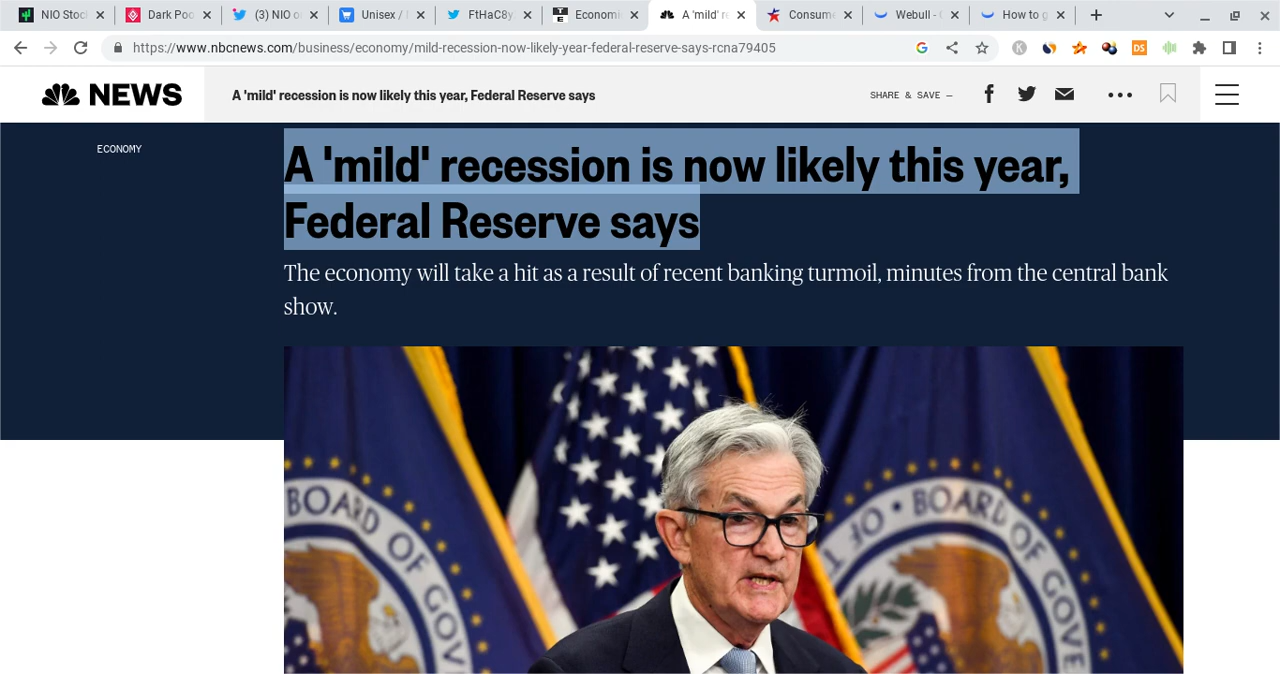 NIO Stoc
Dark Poo
(3) NIO o
Unisex /
FtHaC8y
Economi
A 'mild' r
Consume
Webull -
How to g
https://www.nbcnews.com/business/economy/mild-recession-now-likely-year-federal-reserve-says-rcna79405
NEWS
A 'mild' recession is now likely this year, Federal Reserve says
SHARE & SAVE —
ECONOMY
A 'mild' recession is now likely this year,
Federal Reserve says
The economy will take a hit as a result of recent banking turmoil, minutes from the central bank
show.
BOARD OF GOV
BOARD OF GOVE